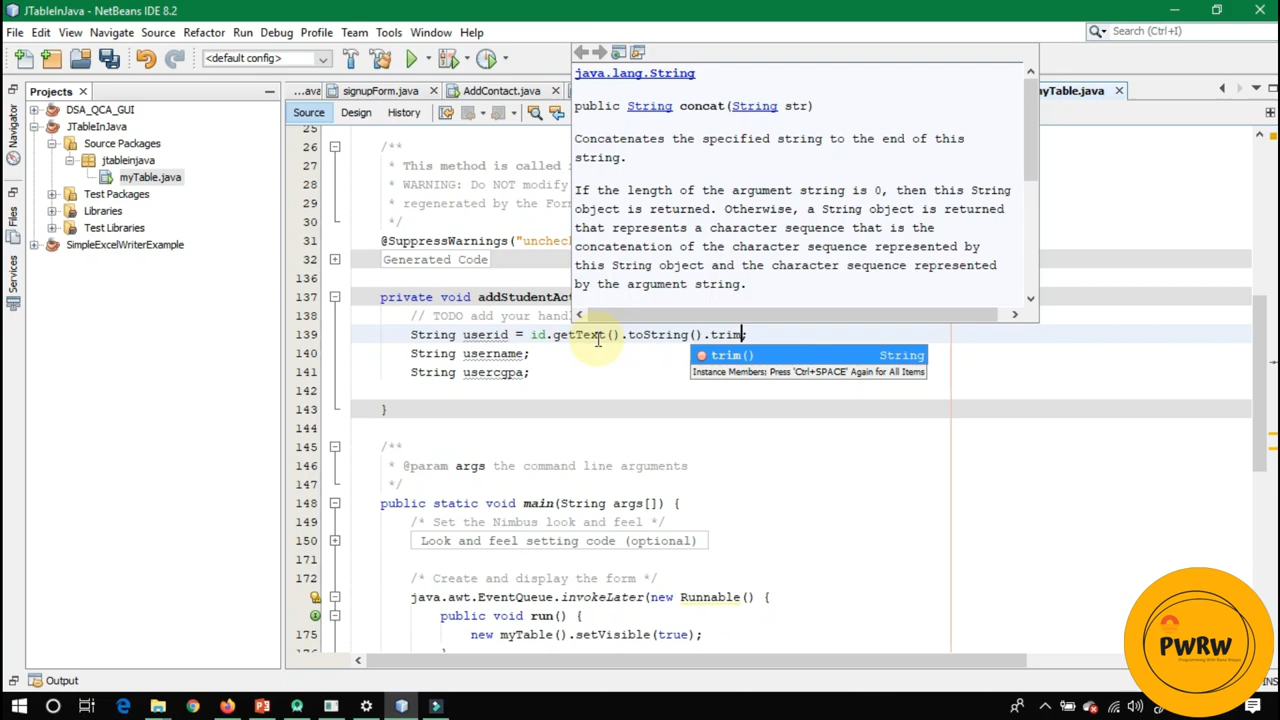 JTableInJava - NetBeans IDE 8.2
File Edit View Navigate Source Refactor Run Debug Profile Team Tools Window Help
Search (Ctrl+I)
<default config>
Projects
...ava signupForm.java AddContact.java myTable.java
Source Design History
Navigator
Files
Services
DSA_QCA_GUI
JTableInJava
Source Packages
jtableinjava
myTable.java
Test Packages
Libraries
Test Libraries
SimpleExcelWriterExample
java.lang.String
public String concat(String str)
Concatenates the specified string to the end of this
string.
If the length of the argument string is 0, then this String
object is returned. Otherwise, a String object is returned
that represents a character sequence that is the
concatenation of the character sequence represented by
this String object and the character sequence represented
by the argument string.
25
26 /**
27 * This method is called
28 * WARNING: Do NOT modify
29 * regenerated by the For
30 */
31 @SuppressWarnings("unchec
32 Generated Code
136
137 private void addStudentAct
138 // TODO add your hand
139 String userid = id.getText().toString().trim;
140 String username;
141 String usercgpa;
142
143 }
144
145 /**
146 * @param args the command line arguments
147 */
148 public static void main(String args[]) {
149 /* Set the Nimbus look and feel */
150 Look and feel setting code (optional)
171
172 /* Create and display the form */
java.awt.EventQueue.invokeLater(new Runnable() {
public void run() {
175 new myTable().setVisible(true);
trim() String
Instance Members; Press 'Ctrl+SPACE' Again for All Items
Output
PWRW